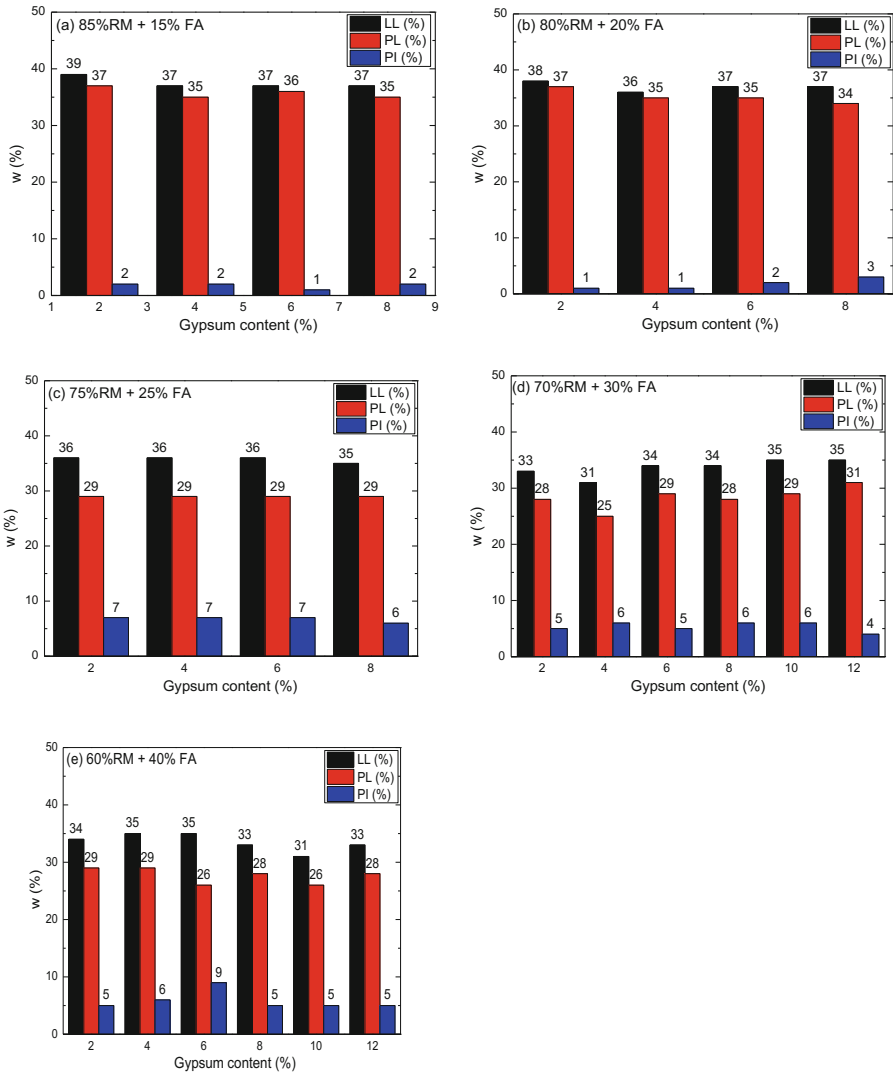 (a) 85%RM + 15% FA
LL (%)
PL (%)
PI (%)
50
40
30
20
10
0
w (%)
39 37 2
37 35 2
37 36 1
37 35 2
1 2 3 4 5 6 7 8 9
Gypsum content (%)
(b) 80%RM + 20% FA
LL (%)
PL (%)
PI (%)
50
40
30
20
10
0
w (%)
38 37 1
36 35 1
37 35 2
37 34 3
2 4 6 8
Gypsum content (%)
(c) 75%RM + 25% FA
LL (%)
PL (%)
PI (%)
50
40
30
20
10
0
w (%)
36 29 7
36 29 7
36 29 7
35 29 6
2 4 6 8
Gypsum content (%)
(d) 70%RM + 30% FA
LL (%)
PL (%)
PI (%)
50
40
30
20
10
0
w (%)
33 28 5
31 25 6
34 29 5
34 28 6
35 29 6
35 31 4
2 4 6 8 10 12
Gypsum content (%)
(e) 60%RM + 40% FA
LL (%)
PL (%)
PI (%)
50
40
30
20
10
0
w (%)
34 29 5
35 29 6
35 26 9
33 28 5
31 26 5
33 28 5
2 4 6 8 10 12
Gypsum content (%)